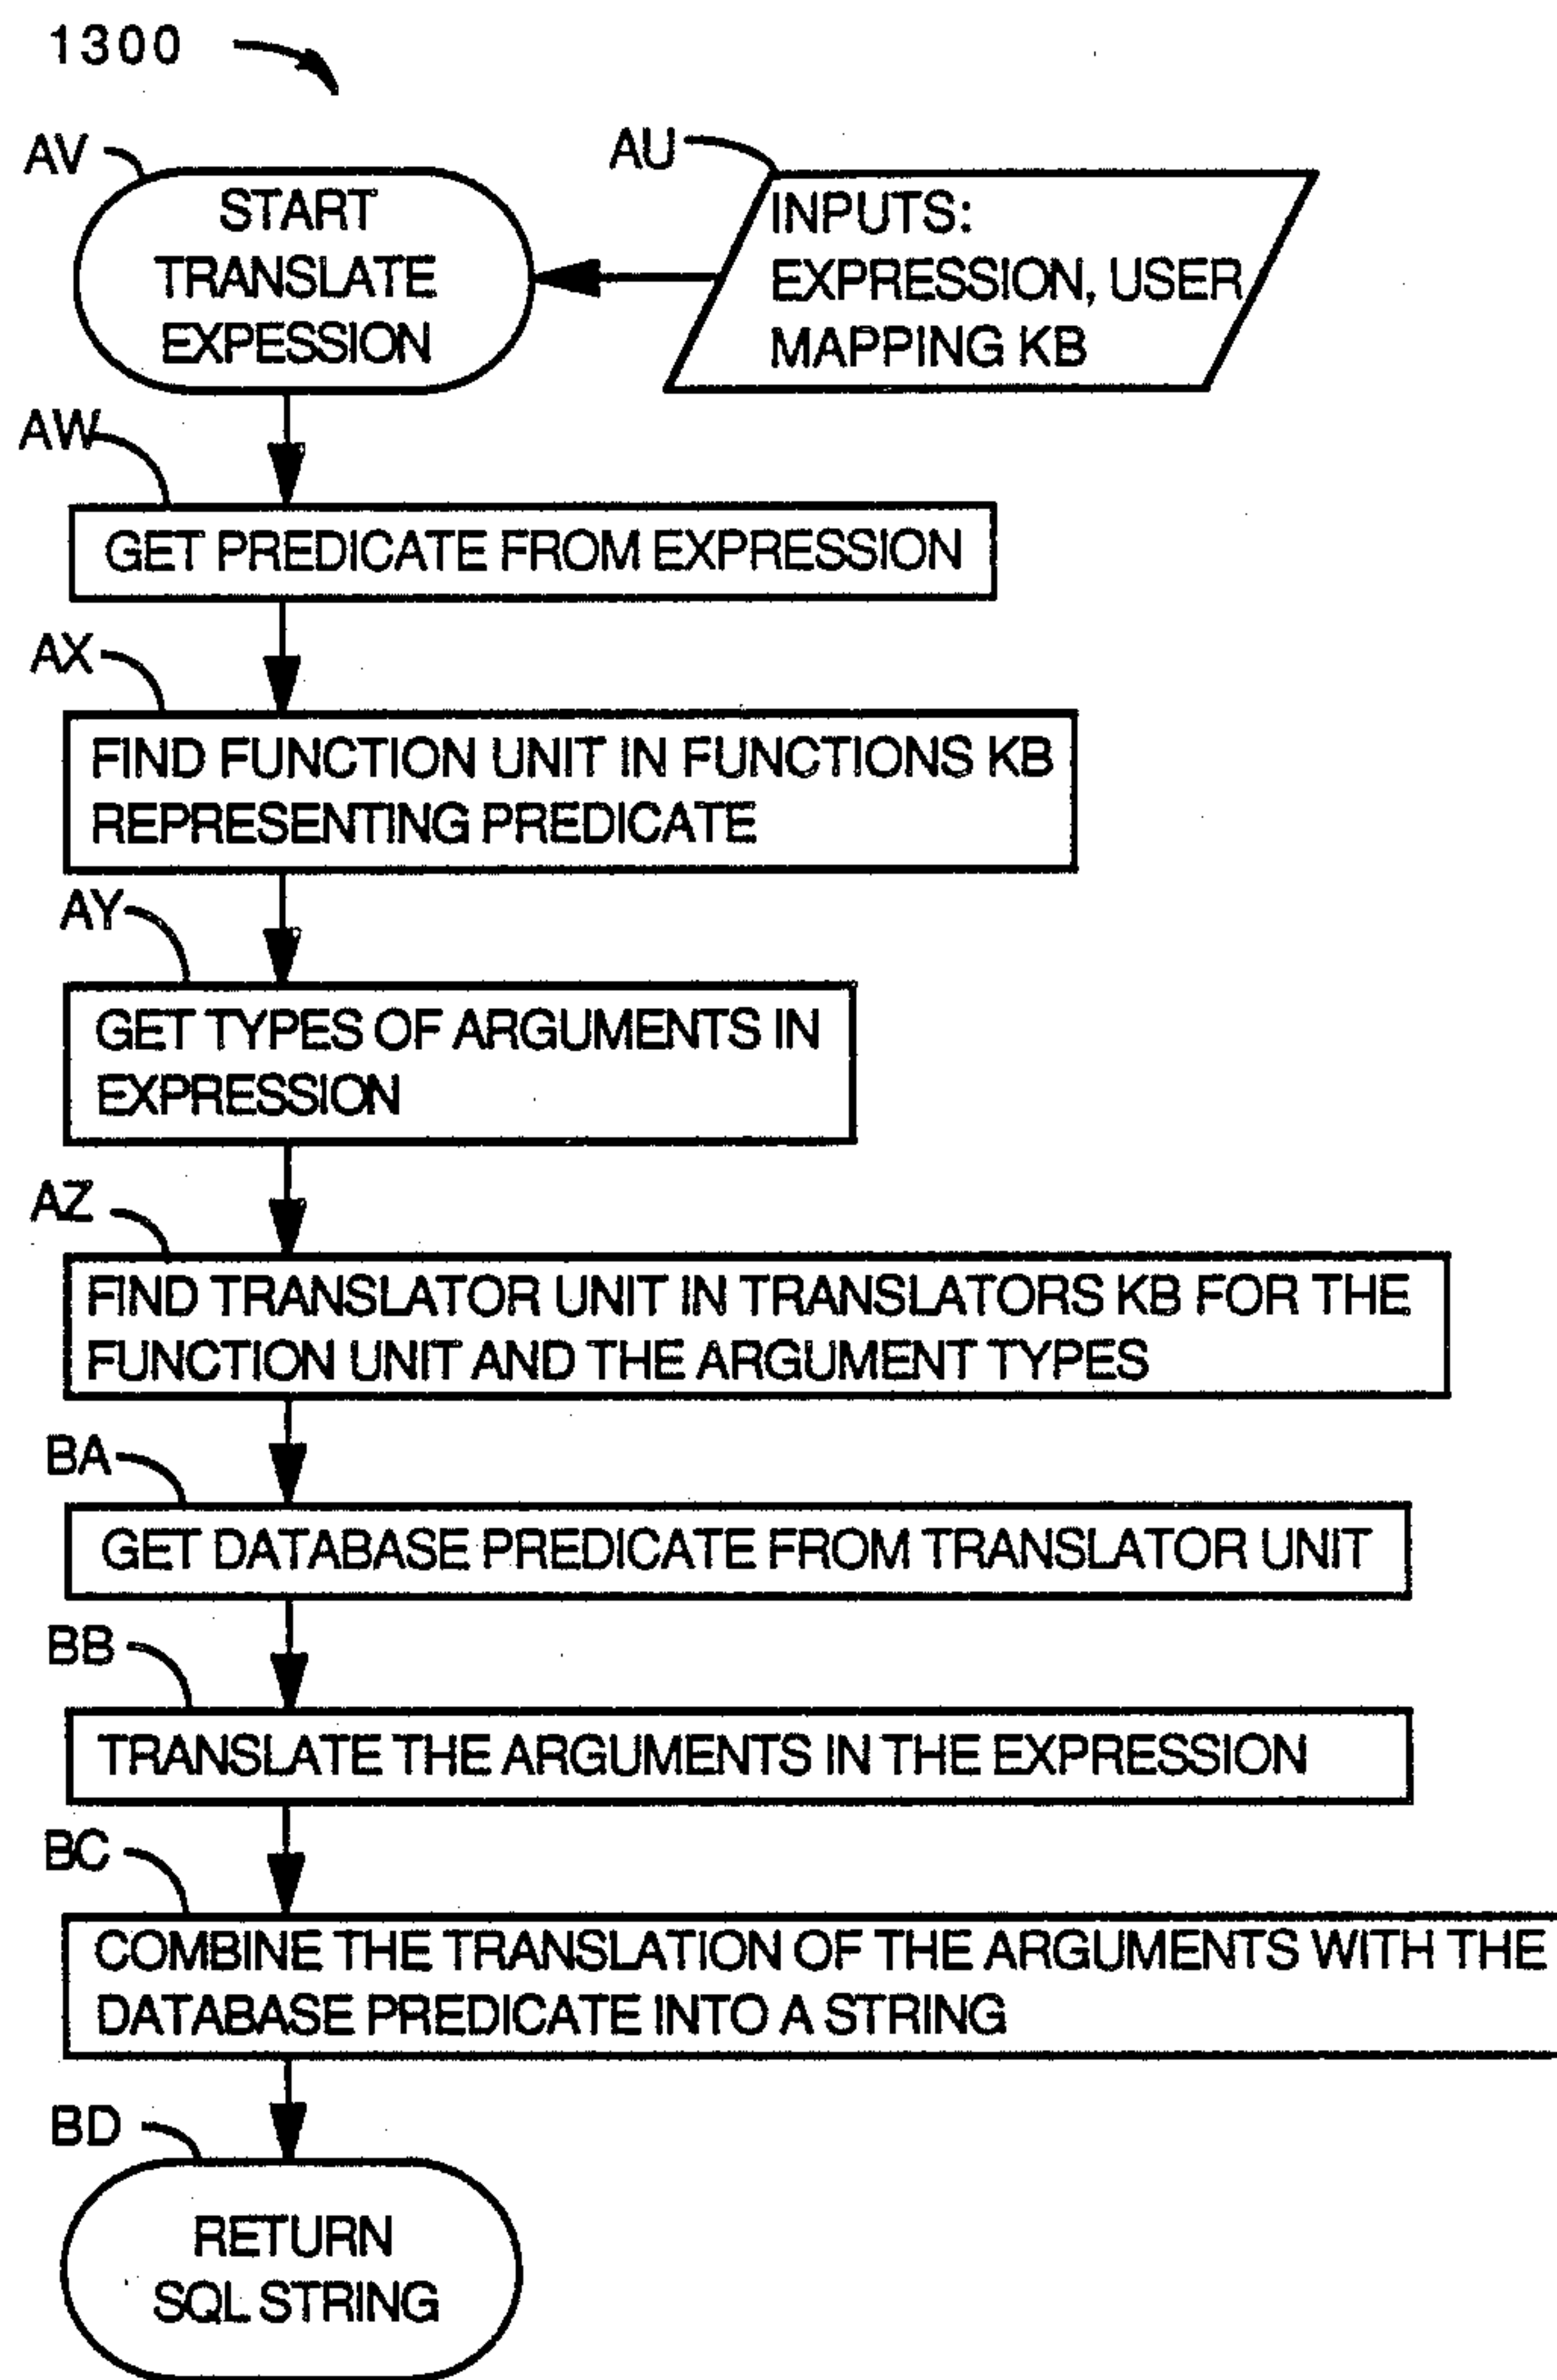 1300
AV
START
TRANSLATE
EXPESSION
AU
INPUTS:
EXPRESSION, USER
MAPPING KB
AW
GET PREDICATE FROM EXPRESSION
AX
FIND FUNCTION UNIT IN FUNCTIONS KB
REPRESENTING PREDICATE
AY
GET TYPES OF ARGUMENTS IN
EXPRESSION
AZ
FIND TRANSLATOR UNIT IN TRANSLATORS KB FOR THE
FUNCTION UNIT AND THE ARGUMENT TYPES
BA
GET DATABASE PREDICATE FROM TRANSLATOR UNIT
BB
TRANSLATE THE ARGUMENTS IN THE EXPRESSION
BC
COMBINE THE TRANSLATION OF THE ARGUMENTS WITH THE
DATABASE PREDICATE INTO A STRING
BD
RETURN
SQL STRING